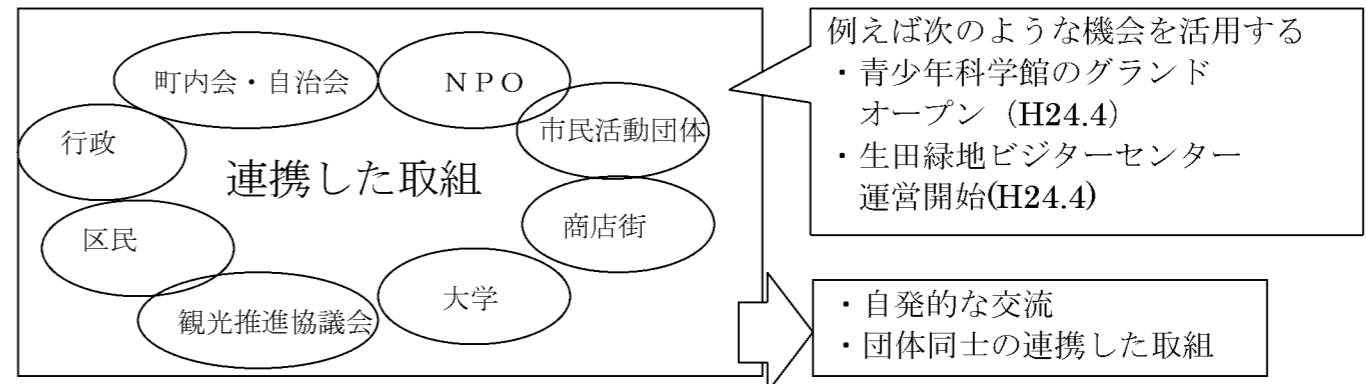 町内会・自治会
ＮＰＯ
市民活動団体
行政
連携した取組
商店街
区民
大学
観光推進協議会
例えば次のような機会を活用する
・青少年科学館のグランド
オープン（H24.4）
・生田緑地ビジターセンター
運営開始(H24.4)
・自発的な交流
・団体同士の連携した取組